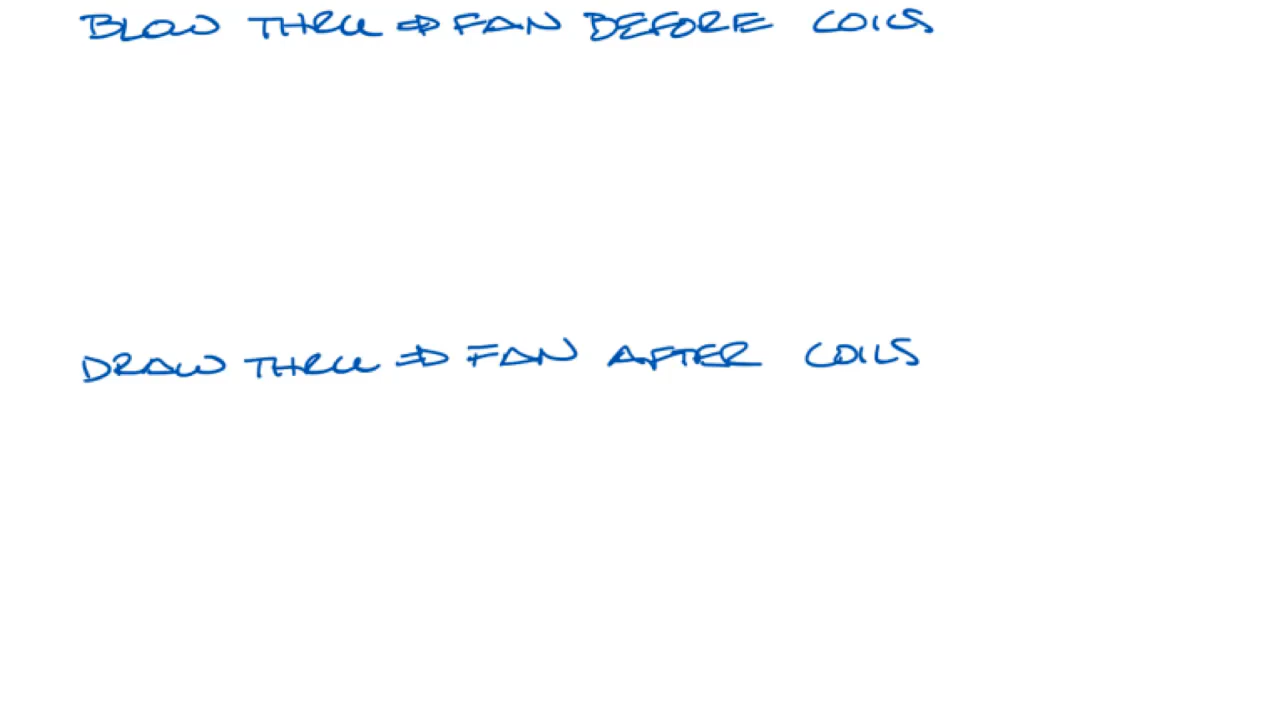 BLOW THRU ⇒ FAN BEFORE COILS
DRAW THRU ⇒ FAN AFTER COILS